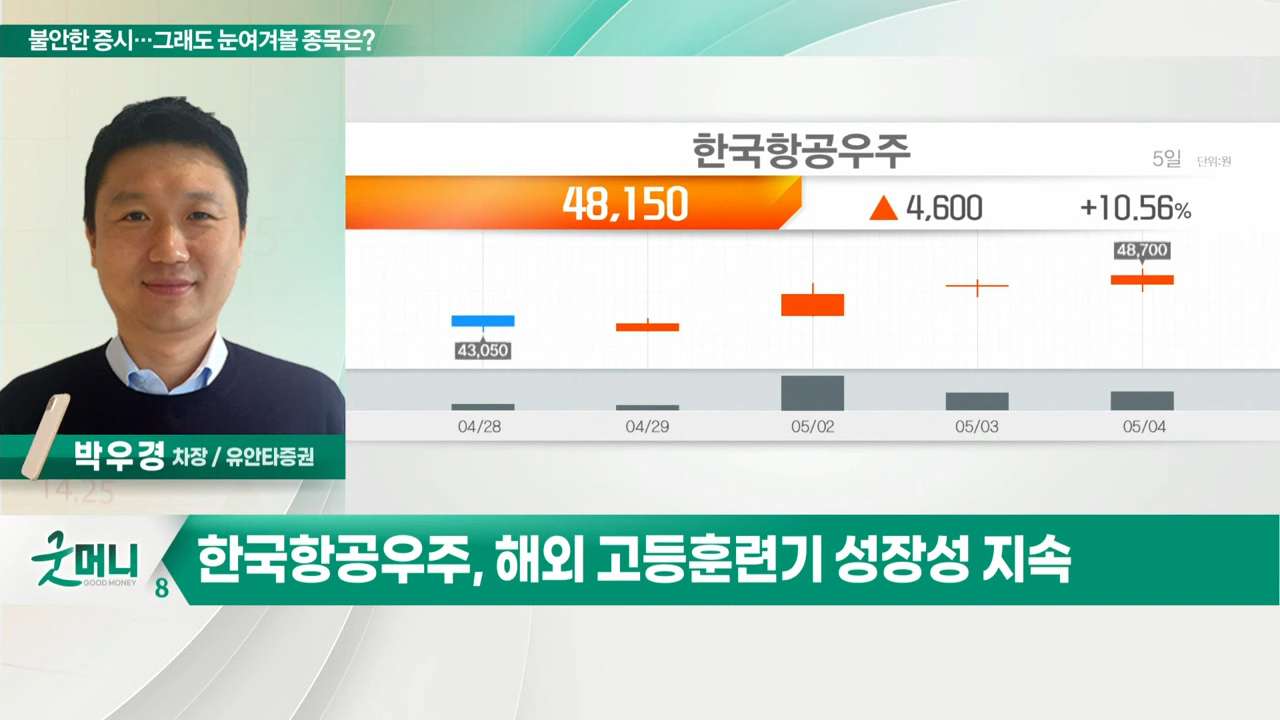 불안한 증시…그래도 눈여겨볼 종목은?
한국항공우주
5일 단위:원
48,150 ▲ 4,600 +10.56%
48,700
43,050
04/28 04/29 05/02 05/03 05/04
박우경 차장 / 유안타증권
14.25
굿머니
GOOD MONEY
8
한국항공우주, 해외 고등훈련기 성장성 지속